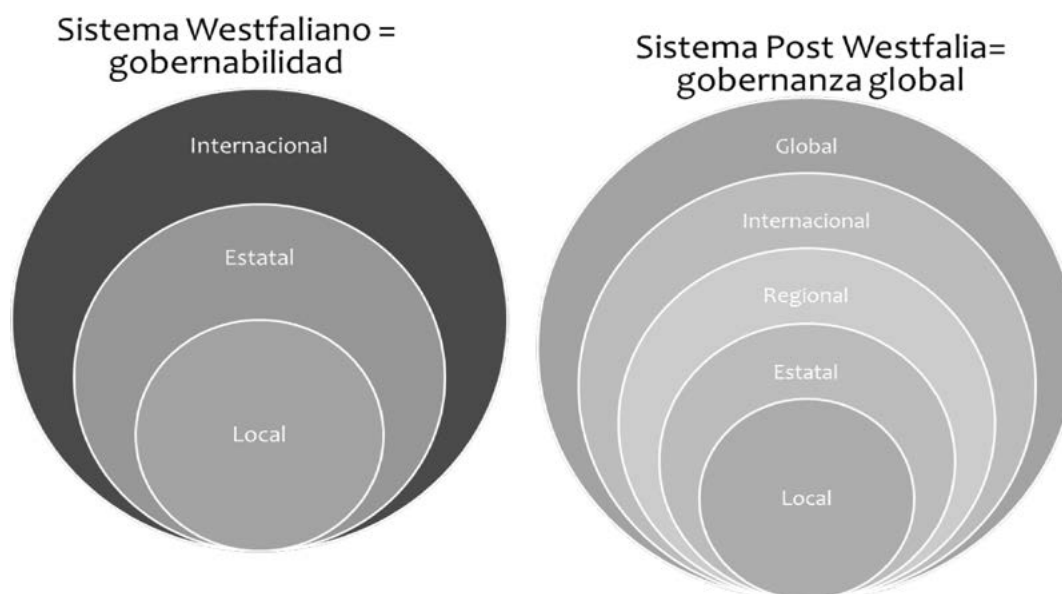 Sistema Westfaliano =
gobernabilidad
Internacional
Estatal
Local
Sistema Post Westfalia=
gobernanza global
Global
Internacional
Regional
Estatal
Local